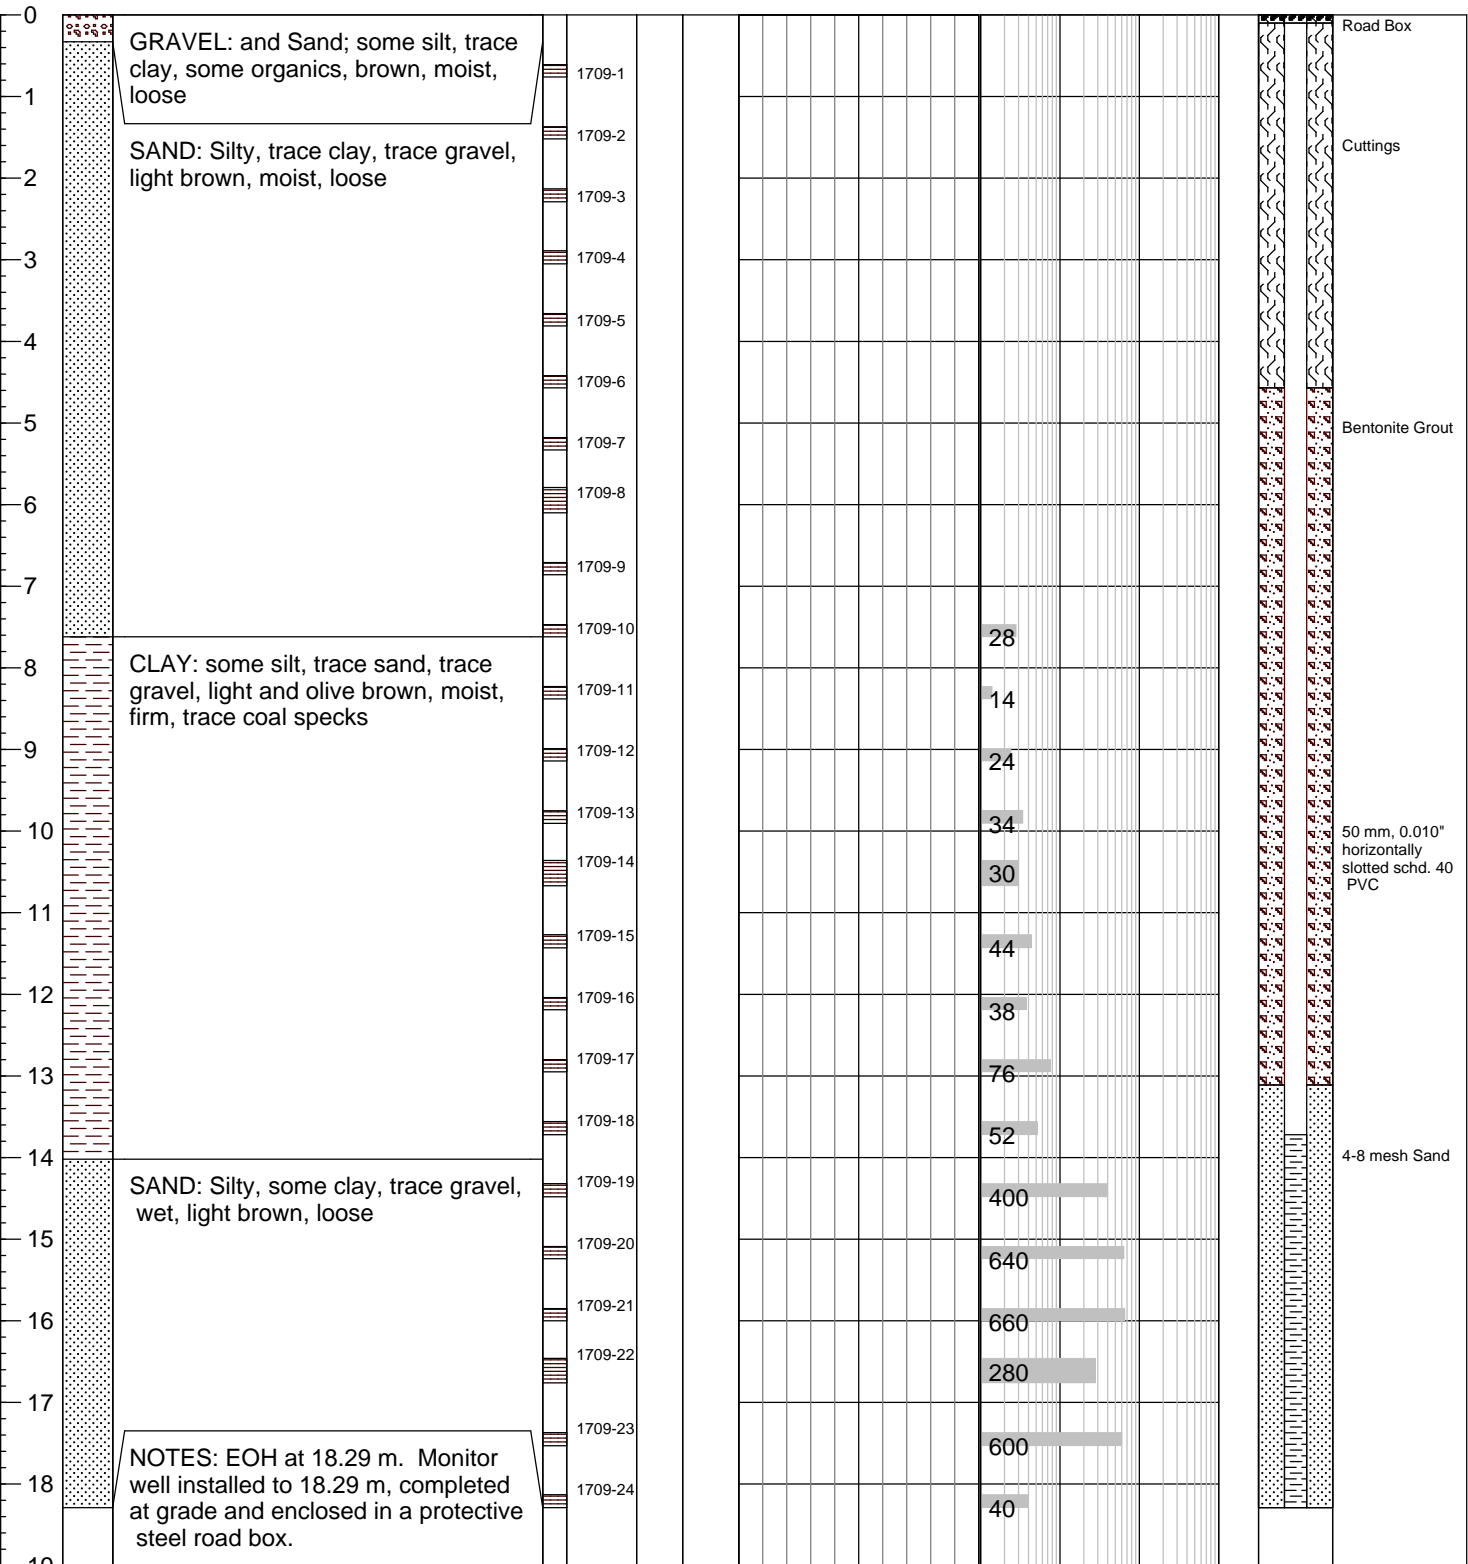 0
1
2
3
4
5
6
7
8
9
10
11
12
13
14
15
16
17
18
19
GRAVEL: and Sand; some silt, trace
clay, some organics, brown, moist,
loose
SAND: Silty, trace clay, trace gravel,
light brown, moist, loose
CLAY: some silt, trace sand, trace
gravel, light and olive brown, moist,
firm, trace coal specks
SAND: Silty, some clay, trace gravel,
wet, light brown, loose
NOTES: EOH at 18.29 m. Monitor
well installed to 18.29 m, completed
at grade and enclosed in a protective
steel road box.
1709-1
1709-2
1709-3
1709-4
1709-5
1709-6
1709-7
1709-8
1709-9
1709-10
1709-11
1709-12
1709-13
1709-14
1709-15
1709-16
1709-17
1709-18
1709-19
1709-20
1709-21
1709-22
1709-23
1709-24
28
14
24
34
30
44
38
76
52
400
640
660
280
600
40
Road Box
Cuttings
Bentonite Grout
50 mm, 0.010"
horizontally
slotted schd. 40
PVC
4-8 mesh Sand